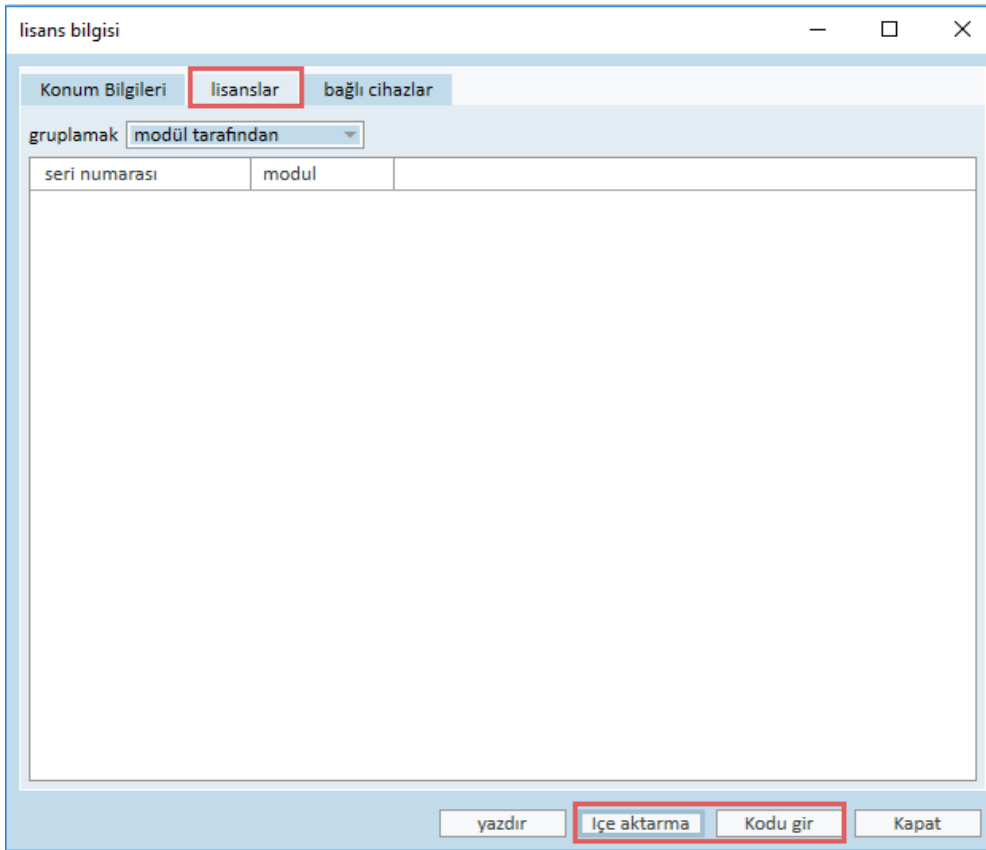 lisans bilgisi
Konum Bilgileri lisanslar bağlı cihazlar
gruplamak modül tarafından
seri numarası modul
yazdır Içe aktarma Kodu gir Kapat